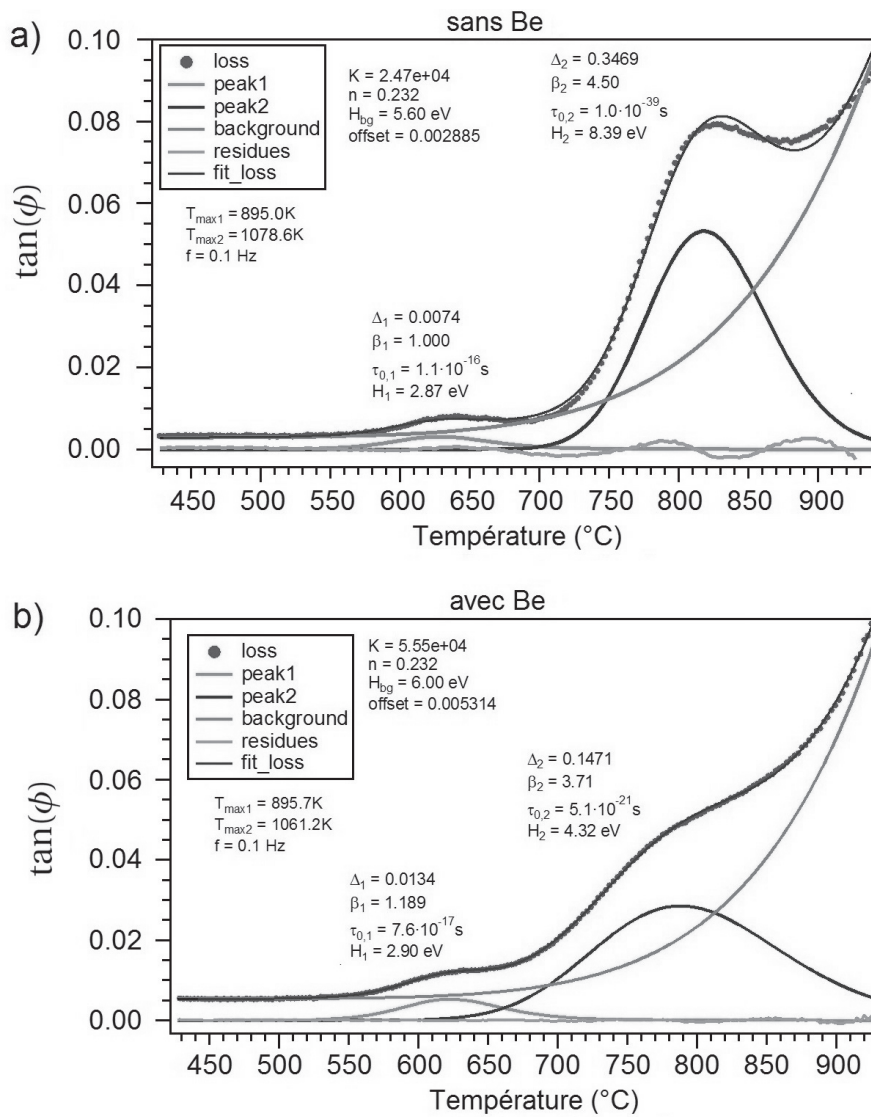 a)
sans Be
0.10
0.08
0.06
0.04
0.02
0.00
tan(ϕ)
loss
peak1
peak2
background
residues
fit_loss
K = 2.47e+04
n = 0.232
H_bg = 5.60 eV
offset = 0.002885
Δ₂ = 0.3469
β₂ = 4.50
τ₀,₂ = 1.0·10⁻³⁹s
H₂ = 8.39 eV
T_max1 = 895.0K
T_max2 = 1078.6K
f = 0.1 Hz
Δ₁ = 0.0074
β₁ = 1.000
τ₀,₁ = 1.1·10⁻¹⁶s
H₁ = 2.87 eV
450 500 550 600 650 700 750 800 850 900
Température (°C)
b)
avec Be
0.10
0.08
0.06
0.04
0.02
0.00
tan(ϕ)
loss
peak1
peak2
background
residues
fit_loss
K = 5.55e+04
n = 0.232
H_bg = 6.00 eV
offset = 0.005314
Δ₂ = 0.1471
β₂ = 3.71
τ₀,₂ = 5.1·10⁻²¹s
H₂ = 4.32 eV
T_max1 = 895.7K
T_max2 = 1061.2K
f = 0.1 Hz
Δ₁ = 0.0134
β₁ = 1.189
τ₀,₁ = 7.6·10⁻¹⁷s
H₁ = 2.90 eV
450 500 550 600 650 700 750 800 850 900
Température (°C)